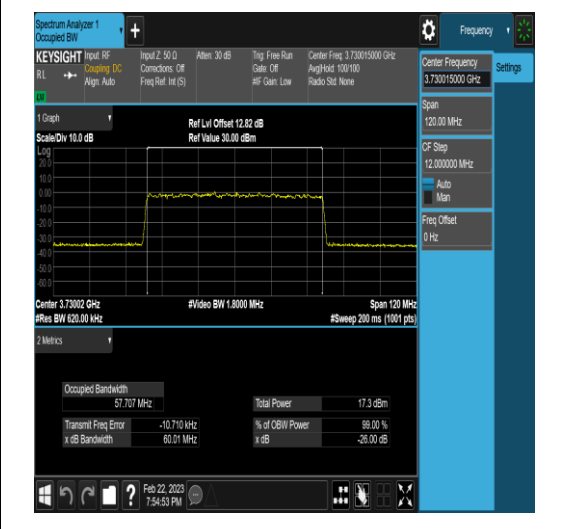 Spectrum Analyzer 1
Occupied BW
+
Frequency
KEYSIGHT
RL
Input: RF
Coupling: DC
Align: Auto
Input Z: 50 Ω
Corrections: Off
Freq Ref: Int (S)
Atten: 30 dB
Trig: Free Run
Gate: Off
#IF Gain: Low
Center Freq: 3.730015000 GHz
Avg|Hold: 100/100
Radio Std: None
Center Frequency
3.730015000 GHz
Settings
Span
120.00 MHz
CF Step
12.000000 MHz
Auto
Man
Freq Offset
0 Hz
1 Graph
Scale/Div 10.0 dB
Ref Lvl Offset 12.82 dB
Ref Value 30.00 dBm
Log
20.0
10.0
0.00
-10.0
-20.0
-30.0
-40.0
-50.0
-60.0
Center 3.73002 GHz
#Video BW 1.8000 MHz
Span 120 MHz
#Res BW 620.00 kHz
#Sweep 200 ms (1001 pts)
2 Metrics
Occupied Bandwidth
57.707 MHz
Total Power 17.3 dBm
Transmit Freq Error -10.710 kHz
% of OBW Power 99.00 %
x dB Bandwidth 60.01 MHz
x dB -26.00 dB
?
Feb 22, 2023
7:54:53 PM